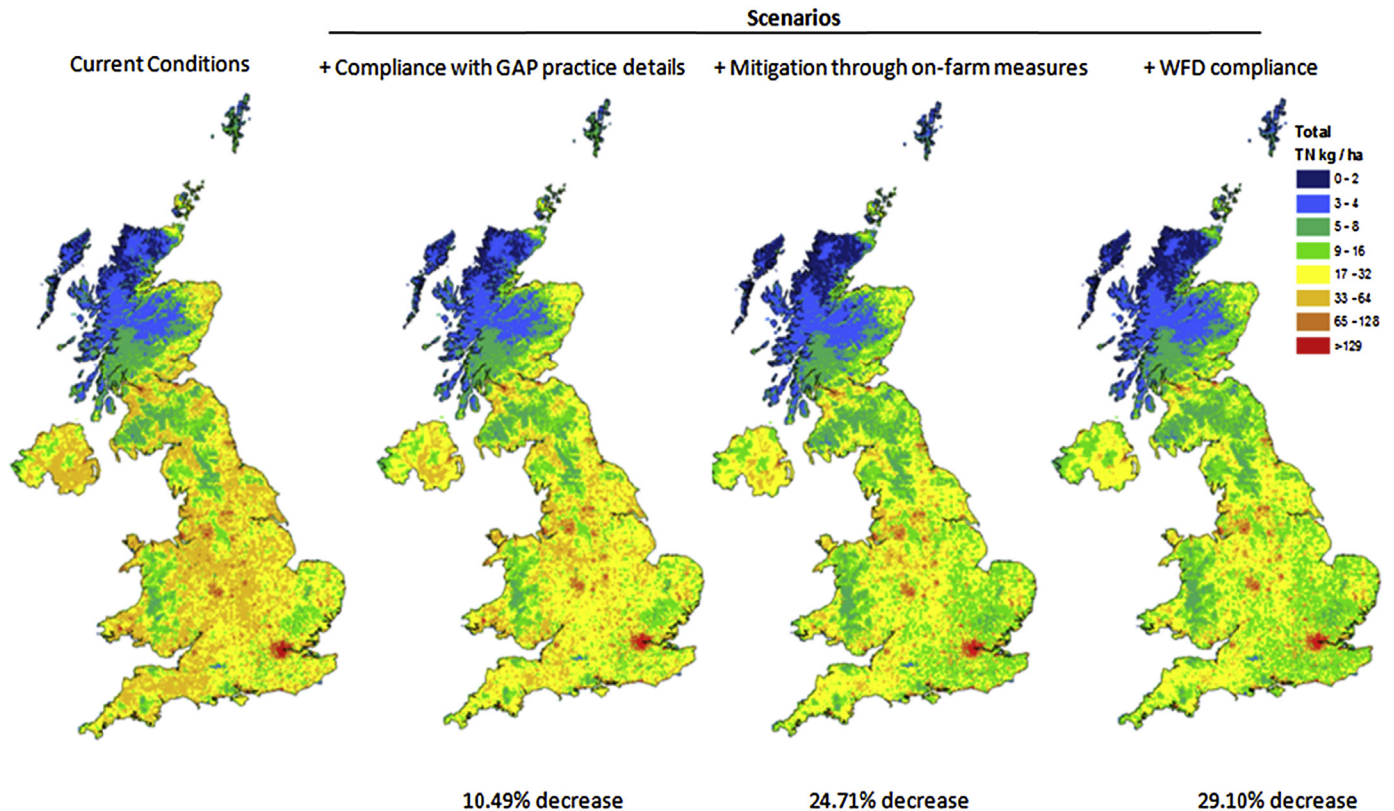 Scenarios
Current Conditions
+ Compliance with GAP practice details
+ Mitigation through on-farm measures
+ WFD compliance
Total
TN kg / ha
0 - 2
3 - 4
5 - 8
9 - 16
17 - 32
33 - 64
65 - 128
>129
10.49% decrease
24.71% decrease
29.10% decrease